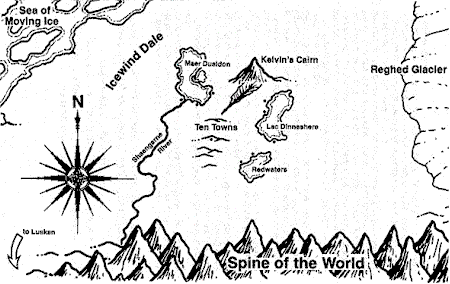 Sea of
Moving Ice
Icewind Dale
Maer Dualdon
Kelvin's Cairn
Reghed Glacier
N
Ten Towns
Lac Dinneshere
Shaengarne
River
Redwaters
to Luskan
Spine of the World